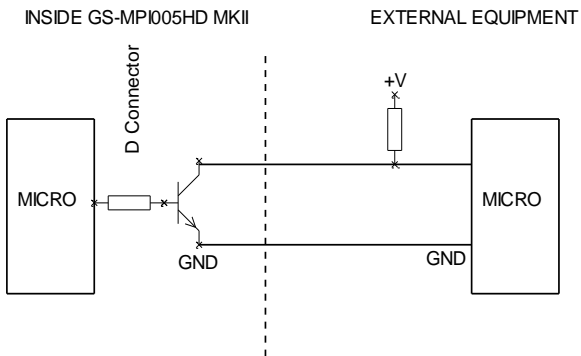 INSIDE GS-MPI005HD MKII
EXTERNAL EQUIPMENT
D Connector
+V
MICRO
MICRO
GND
GND